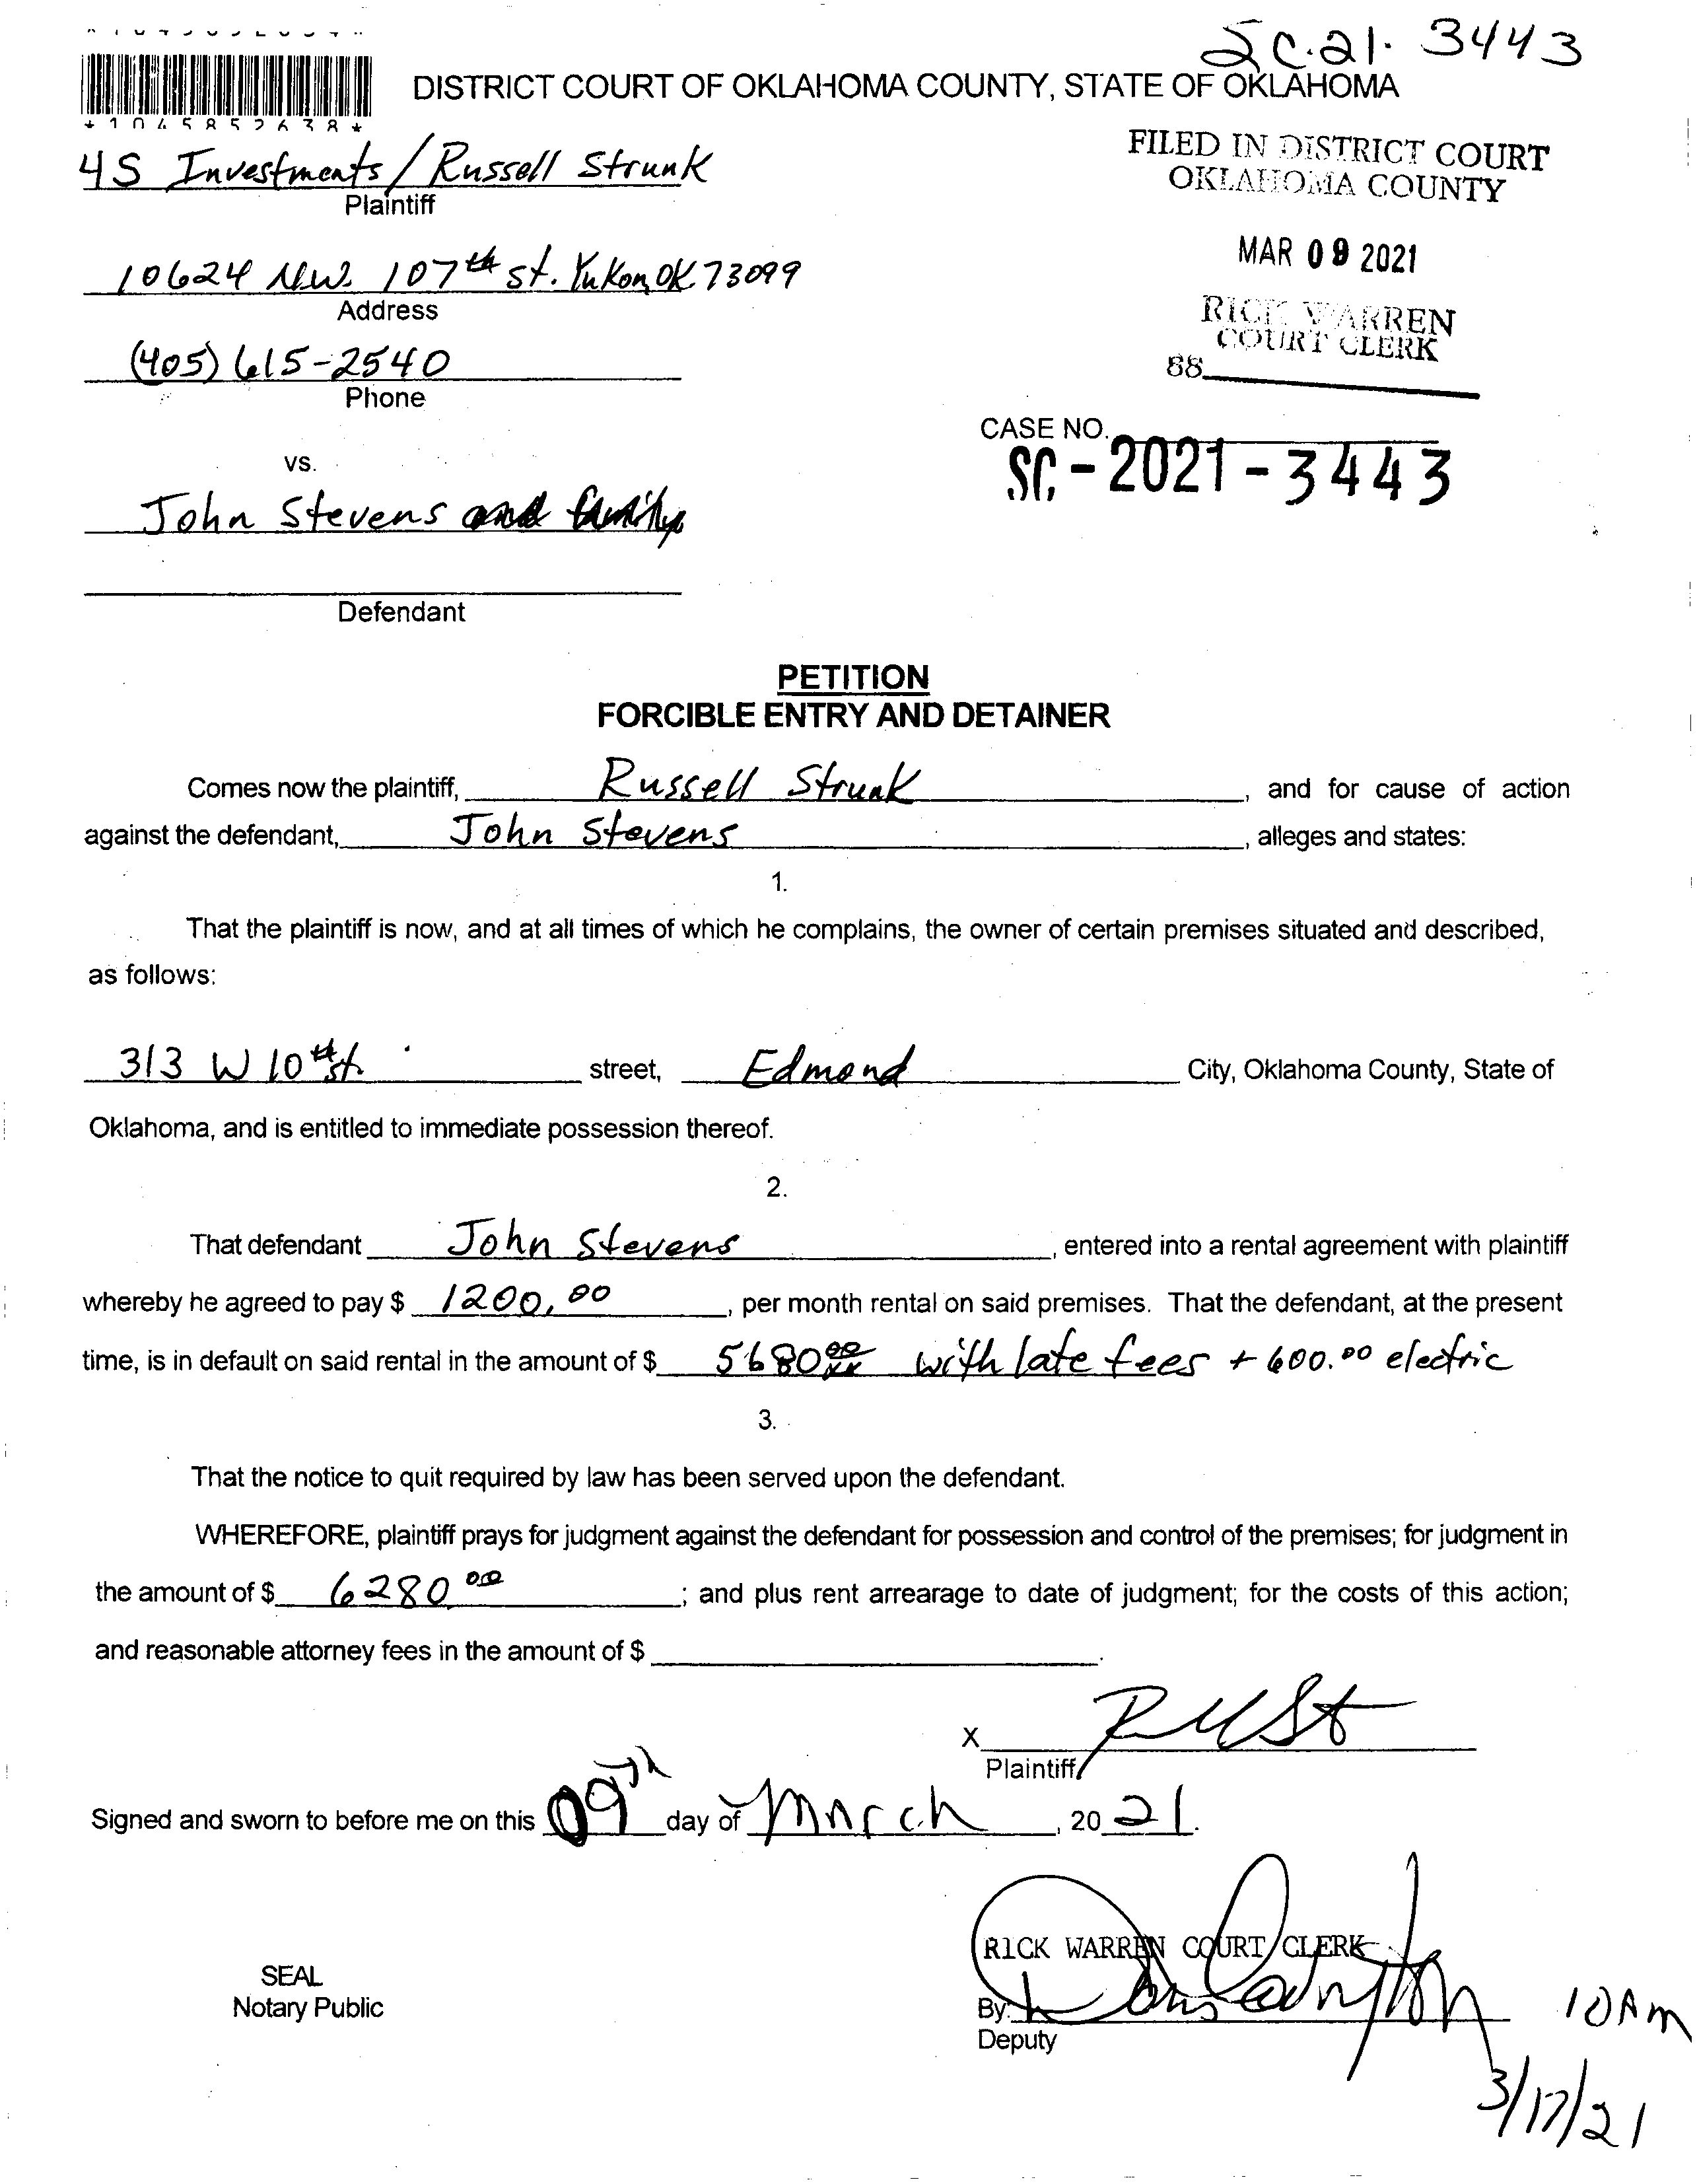 SC-21-3443
DISTRICT COURT OF OKLAHOMA COUNTY, STATE OF OKLAHOMA
*1045852638*
4S Investments/Russell Strunk
Plaintiff
FILED IN DISTRICT COURT
OKLAHOMA COUNTY
MAR 09 2021
RICK WARREN
COURT CLERK
88
10624 NW. 107th st. Yukon, OK 73099
Address
(405) 615-2540
Phone
CASE NO.
SC-2021-3443
vs.
John Stevens and family
Defendant
PETITION
FORCIBLE ENTRY AND DETAINER
Comes now the plaintiff, Russell Strunk, and for cause of action
against the defendant, John Stevens, alleges and states:
1.
That the plaintiff is now, and at all times of which he complains, the owner of certain premises situated and described,
as follows:
313 W 10th st. street, Edmond City, Oklahoma County, State of
Oklahoma, and is entitled to immediate possession thereof.
2.
That defendant John Stevens, entered into a rental agreement with plaintiff
whereby he agreed to pay $ 1200.00, per month rental on said premises. That the defendant, at the present
time, is in default on said rental in the amount of $ 5680.00 with late fees + 600.00 electric
3.
That the notice to quit required by law has been served upon the defendant.
WHEREFORE, plaintiff prays for judgment against the defendant for possession and control of the premises; for judgment in
the amount of $ 6280 00; and plus rent arrearage to date of judgment; for the costs of this action;
and reasonable attorney fees in the amount of $ .
X
Plaintiff
Signed and sworn to before me on this 09Th day of March, 20 21.
RICK WARREN COURT CLERK
SEAL
Notary Public
By:
Deputy
10 Am
3/17/21